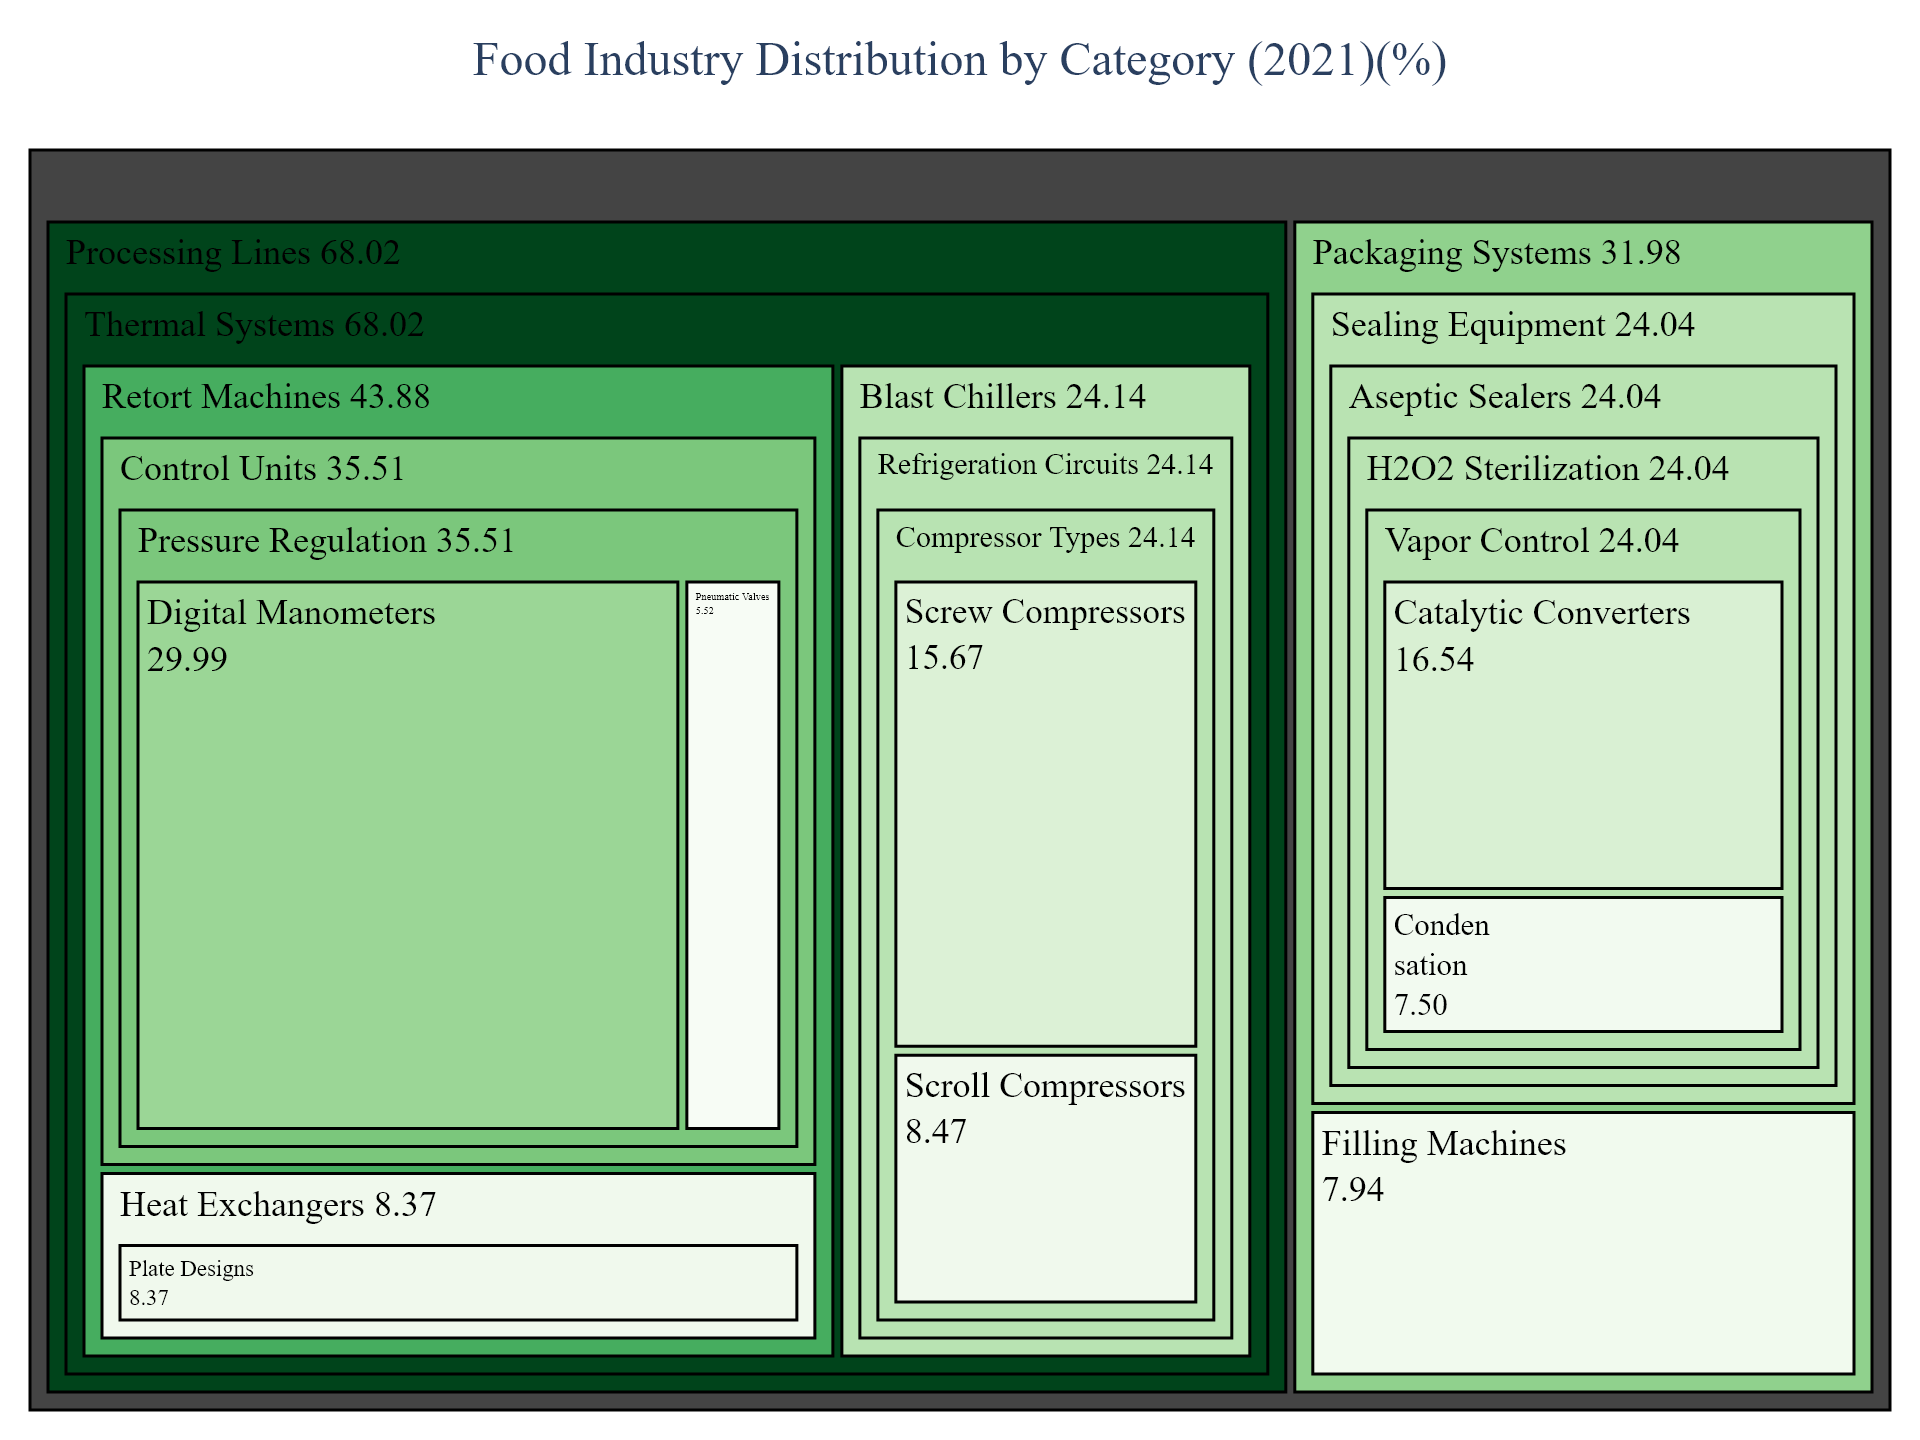 Food Industry Distribution by Category (2021)(%)
Processing Lines 68.02
Thermal Systems 68.02
Retort Machines 43.88
Control Units 35.51
Pressure Regulation 35.51
Digital Manometers
29.99
Pneumatic Valves
5.52
Heat Exchangers 8.37
Plate Designs
8.37
Blast Chillers 24.14
Refrigeration Circuits 24.14
Compressor Types 24.14
Screw Compressors
15.67
Scroll Compressors
8.47
Packaging Systems 31.98
Sealing Equipment 24.04
Aseptic Sealers 24.04
H2O2 Sterilization 24.04
Vapor Control 24.04
Catalytic Converters
16.54
Conden
sation
7.50
Filling Machines
7.94